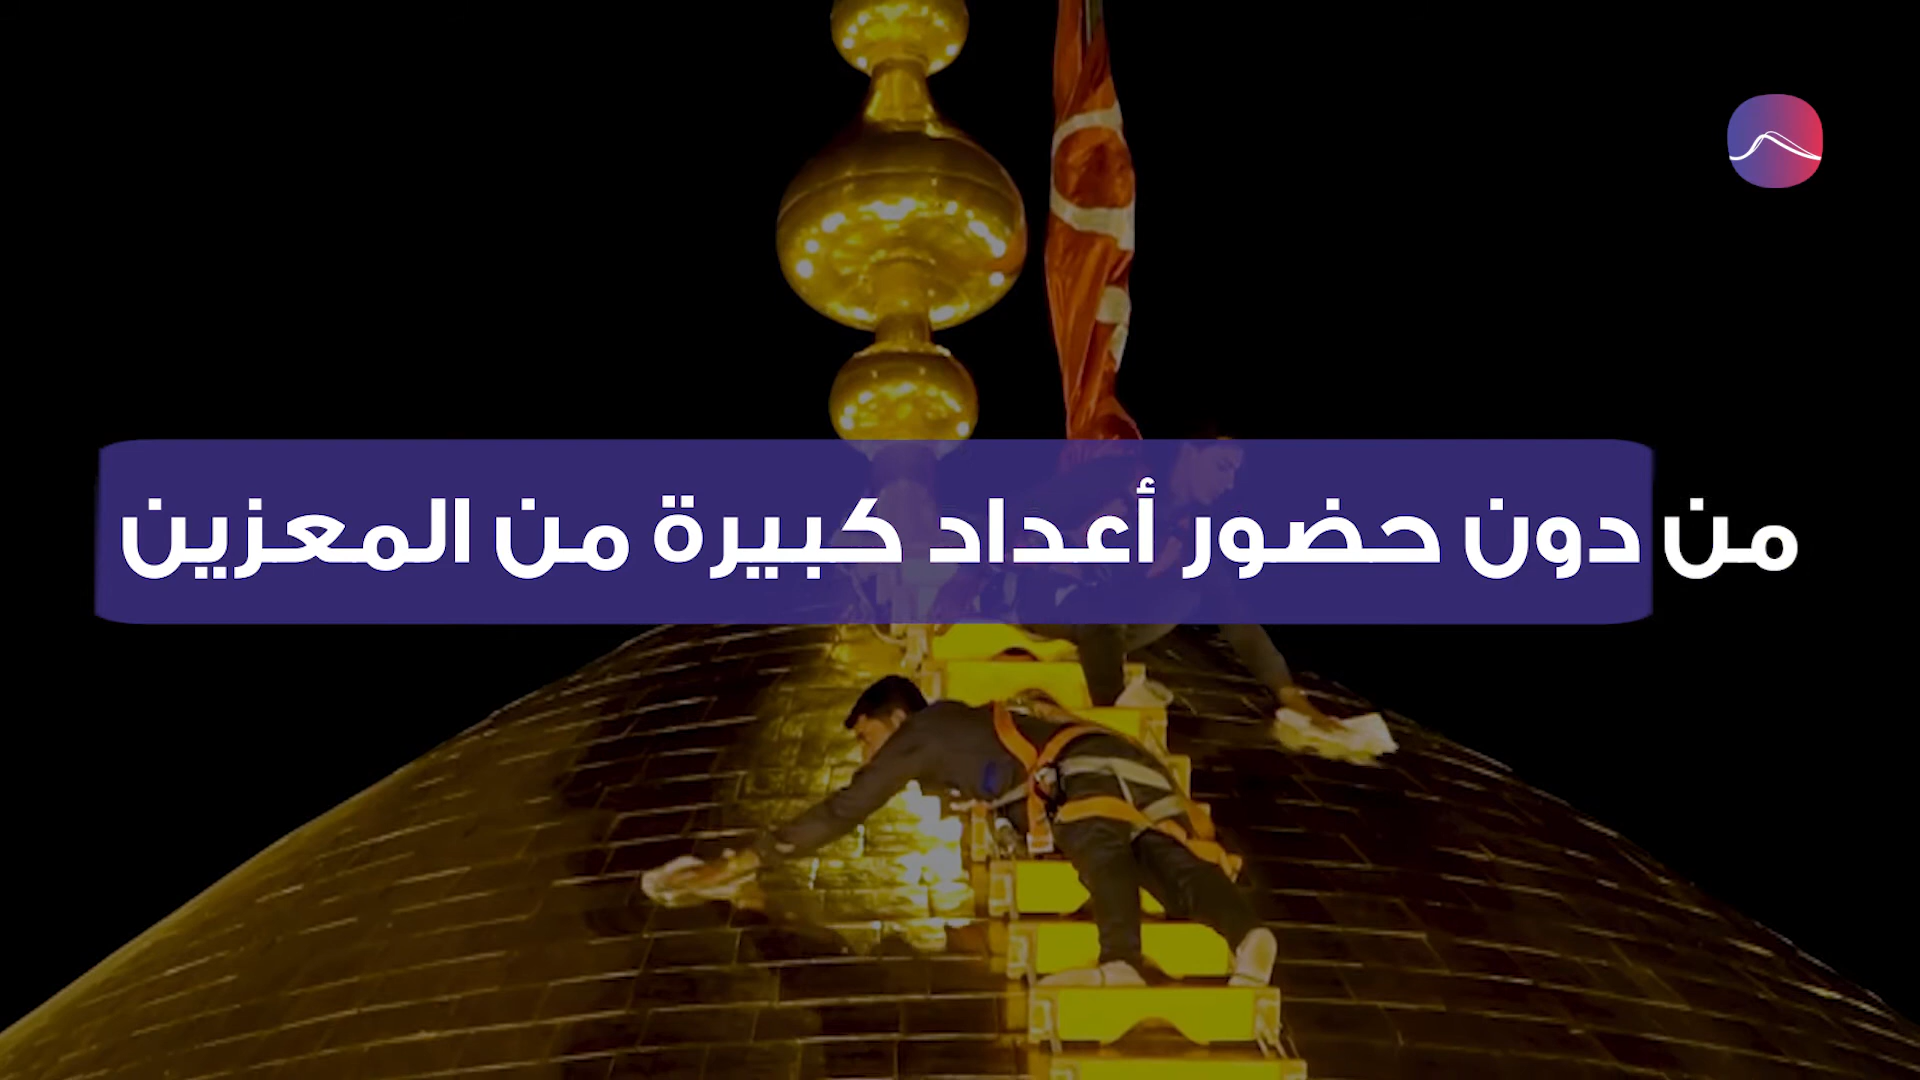 من دون حضور أعداد كبيرة من المعزين